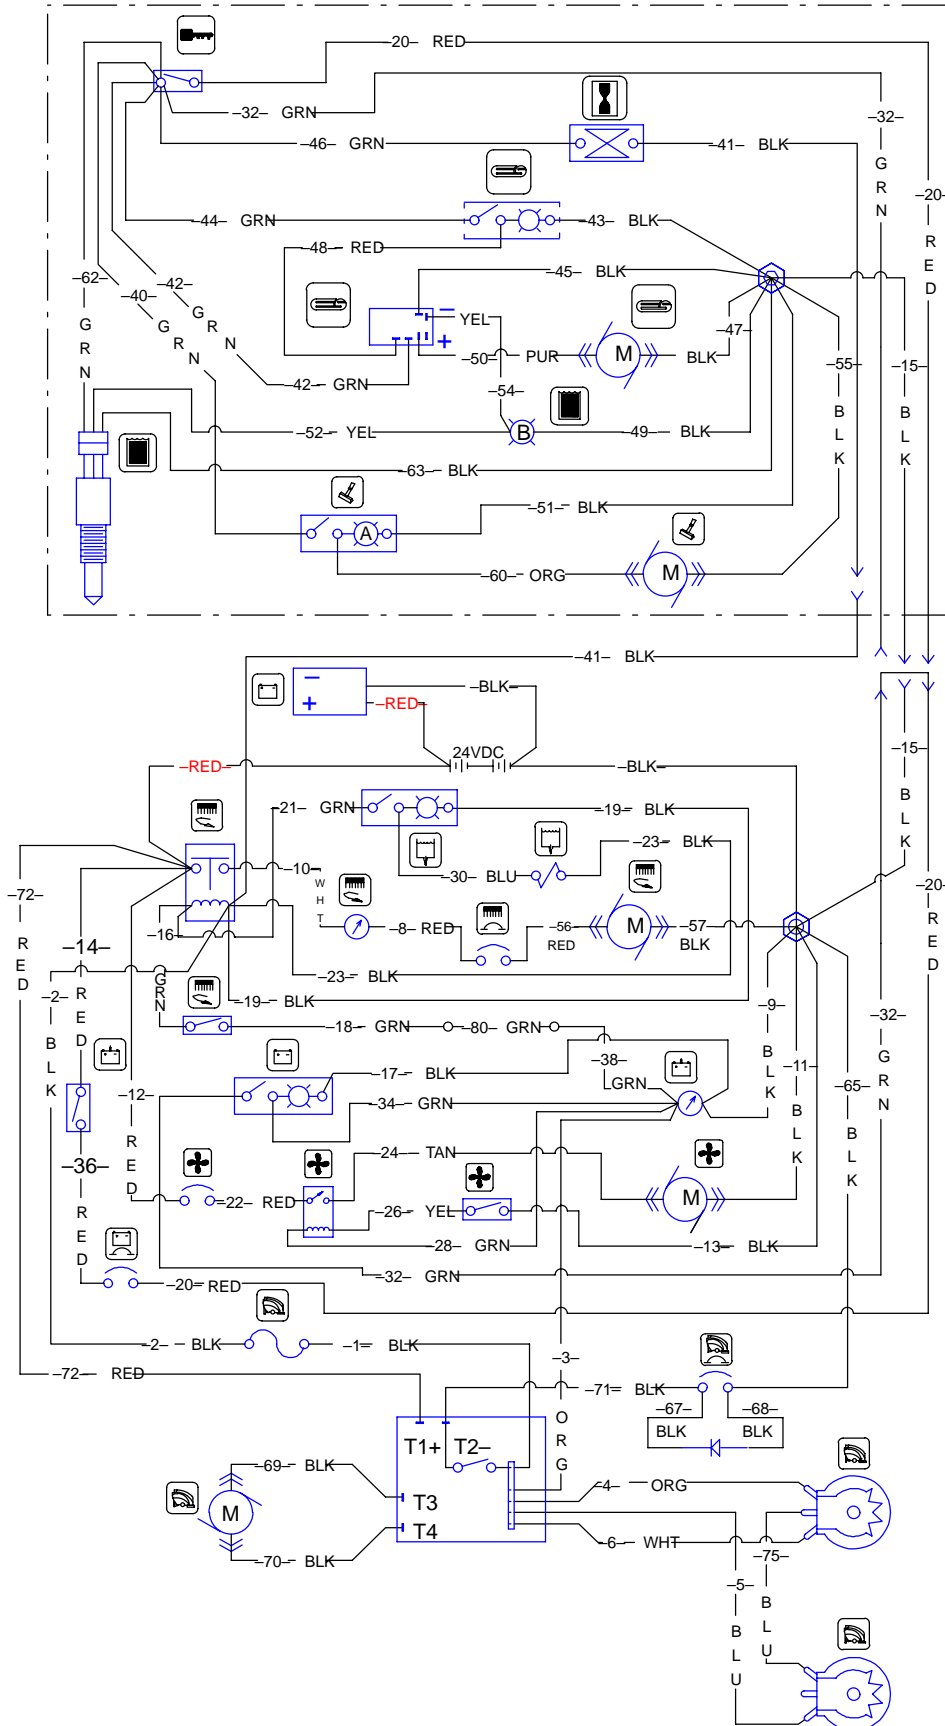 –20– RED
–32– GRN
–32–
G
R
N
–46– GRN
–41– BLK
–20–
R
E
D
–44– GRN
–43– BLK
–48– RED
–45– BLK
–62–
G
R
N
–40–
G
R
N
–42–
G
R
N
–
+
YEL
–47–
–50– PUR
M
BLK
–55–
B
L
K
–15–
B
L
K
–42– GRN
–54–
–52– YEL
B
–49– BLK
–63– BLK
–51– BLK
A
–60– ORG
M
–41– BLK
–
+
–BLK–
–RED–
24VDC
–RED–
–BLK–
–15–
B
L
K
–21– GRN
–19– BLK
–23– BLK
–30– BLU
–72–
R
E
D
–10–
W
H
T
–8– RED
–56–
RED
M
–57–
BLK
–20–
R
E
D
–16–
–14–
R
E
D
–23– BLK
–2–
B
L
K
GRN
–19– BLK
–9–
B
L
K
–32–
G
R
N
–18– GRN
–80– GRN
–38–
GRN
–17– BLK
–11–
B
L
K
–65–
B
L
K
–12–
R
E
D
–34– GRN
–36–
R
E
D
–24– TAN
–22– RED
M
–26– YEL
–28– GRN
–13– BLK
–32– GRN
–20– RED
–2– BLK
–1– BLK
–3–
O
R
G
–72– RED
–71– BLK
–67–
BLK
–68–
BLK
T1+ T2–
–69– BLK
T3
–4– ORG
M
T4
–6– WHT
–70– BLK
–75–
B
L
U
–5–
B
L
U